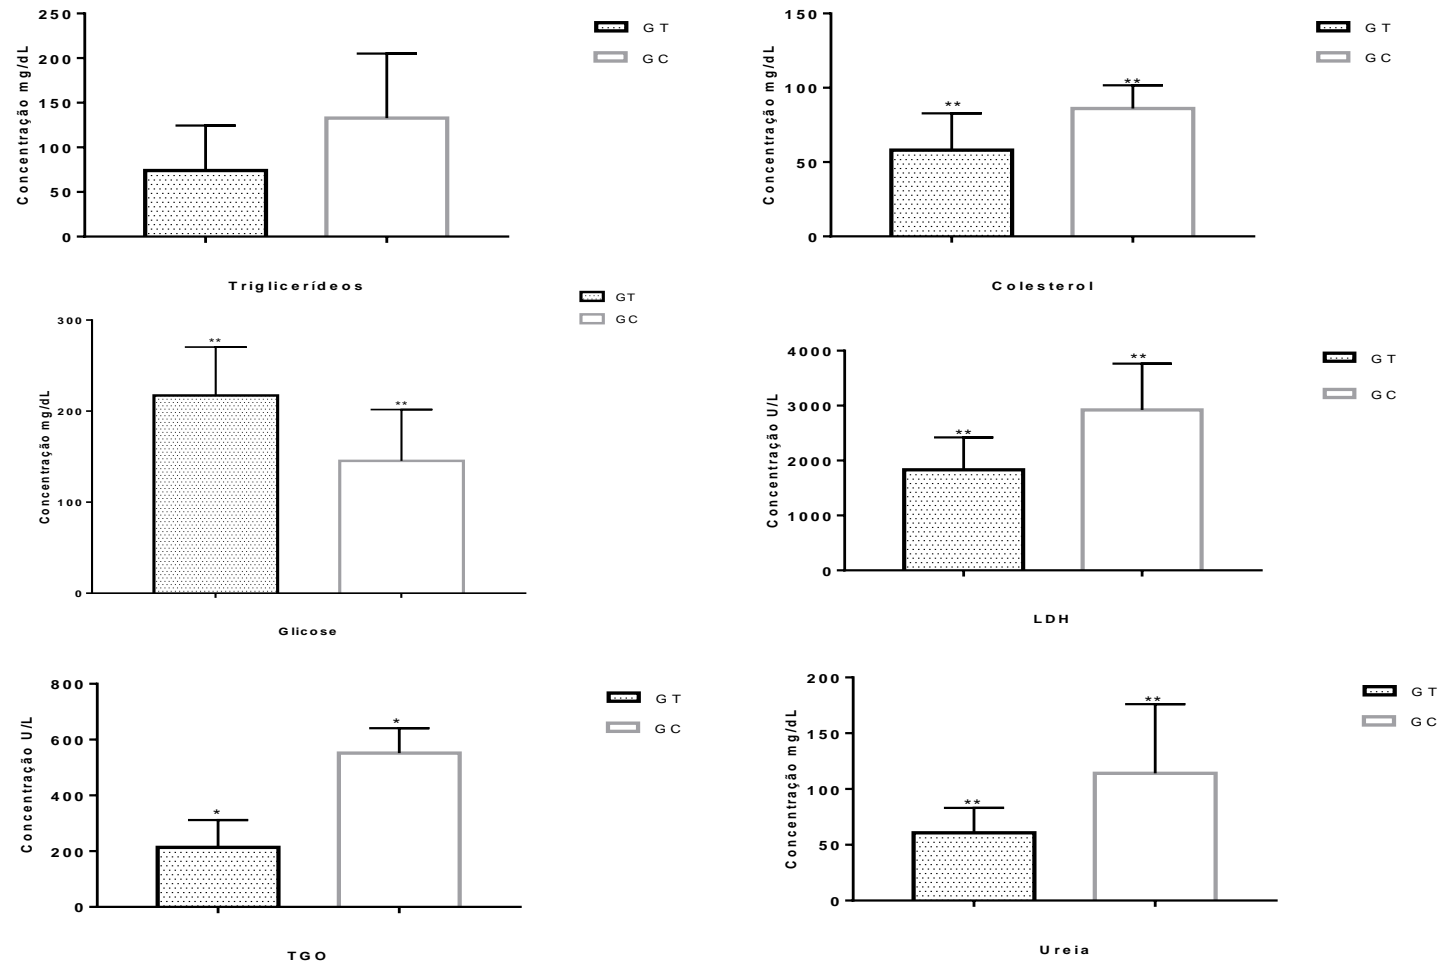 Concentração mg/dL
250
200
150
100
50
0
Triglicerídeos
GT
GC
Concentração mg/dL
150
100
50
0
**
**
Colesterol
GT
GC
Concentração mg/dL
300
200
100
0
**
**
Glicose
GT
GC
Concentração U/L
4000
3000
2000
1000
0
**
**
LDH
GT
GC
Concentração U/L
800
600
400
200
0
*
*
TGO
GT
GC
Concentração mg/dL
200
150
100
50
0
**
**
Ureia
GT
GC